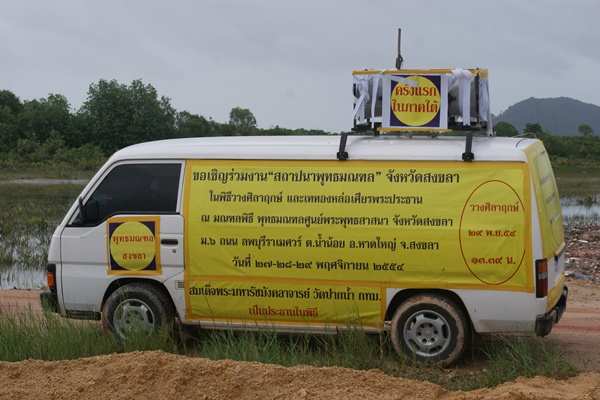 ครั้งแรก
ในภาคใต้
ขอเชิญร่วมงาน"สถาปนาพุทธมณฑล" จังหวัดสงขลา
ในพิธีวางศิลาฤกษ์ และเททองหล่อเศียรพระประธาน
ณ มณฑลพิธี พุทธมณฑลศูนย์พระพุทธศาสนา จังหวัดสงขลา
ม.๖ ถนน ลพบุรีราเมศวร์ ต.น้ำน้อย อ.หาดใหญ่ จ.สงขลา
วันที่ ๒๗-๒๘-๒๙ พฤศจิกายน ๒๕๕๔
สมเด็จพระมหารัชมังคลาจารย์ วัดปากน้ำ กทม.
เป็นประธานในพิธี
วางศิลาฤกษ์
๒๙ พ.ย.๕๔
๑๓.๓๙ น.
พุทธมณฑล
สงขลา